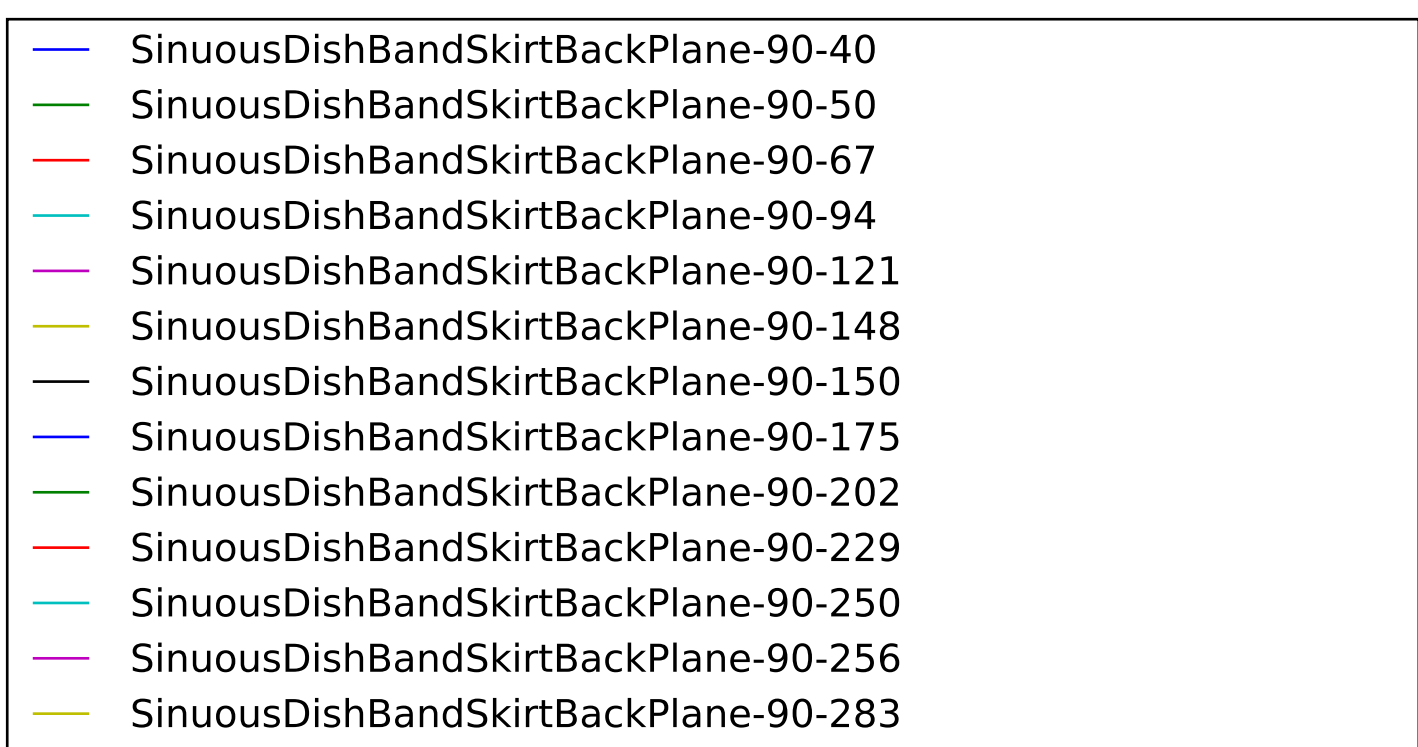 SinuousDishBandSkirtBackPlane-90-40
SinuousDishBandSkirtBackPlane-90-50
SinuousDishBandSkirtBackPlane-90-67
SinuousDishBandSkirtBackPlane-90-94
SinuousDishBandSkirtBackPlane-90-121
SinuousDishBandSkirtBackPlane-90-148
SinuousDishBandSkirtBackPlane-90-150
SinuousDishBandSkirtBackPlane-90-175
SinuousDishBandSkirtBackPlane-90-202
SinuousDishBandSkirtBackPlane-90-229
SinuousDishBandSkirtBackPlane-90-250
SinuousDishBandSkirtBackPlane-90-256
SinuousDishBandSkirtBackPlane-90-283